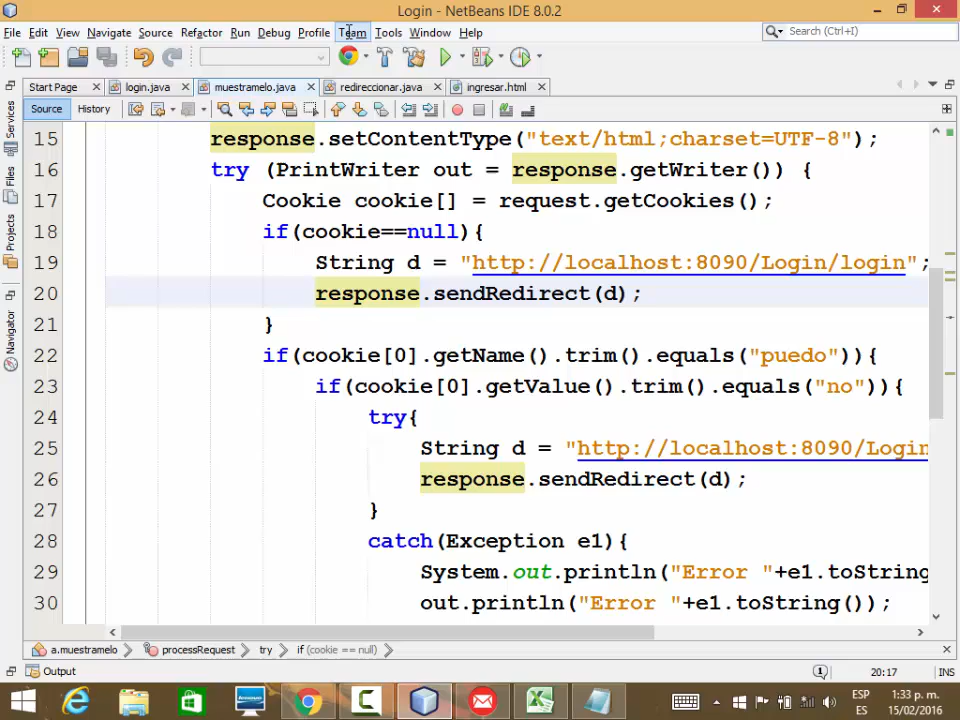 Login - NetBeans IDE 8.0.2
File Edit View Navigate Source Refactor Run Debug Profile Team Tools Window Help
Search (Ctrl+I)
Start Page login.java muestramelo.java redireccionar.java ingresar.html
Source History
Services
Files
Projects
Navigator
15 response.setContentType("text/html;charset=UTF-8");
16 try (PrintWriter out = response.getWriter()) {
17 Cookie cookie[] = request.getCookies();
18 if(cookie==null){
19 String d = "http://localhost:8090/Login/login";
20 response.sendRedirect(d);
21 }
22 if(cookie[0].getName().trim().equals("puedo")){
23 if(cookie[0].getValue().trim().equals("no")){
24 try{
25 String d = "http://localhost:8090/Login
26 response.sendRedirect(d);
27 }
28 catch(Exception e1){
29 System.out.println("Error "+e1.toString
30 out.println("Error "+e1.toString());
a.muestramelo processRequest try if (cookie == null)
Output
1
20:17 INS
ESP
ES
1:33 p. m.
15/02/2016